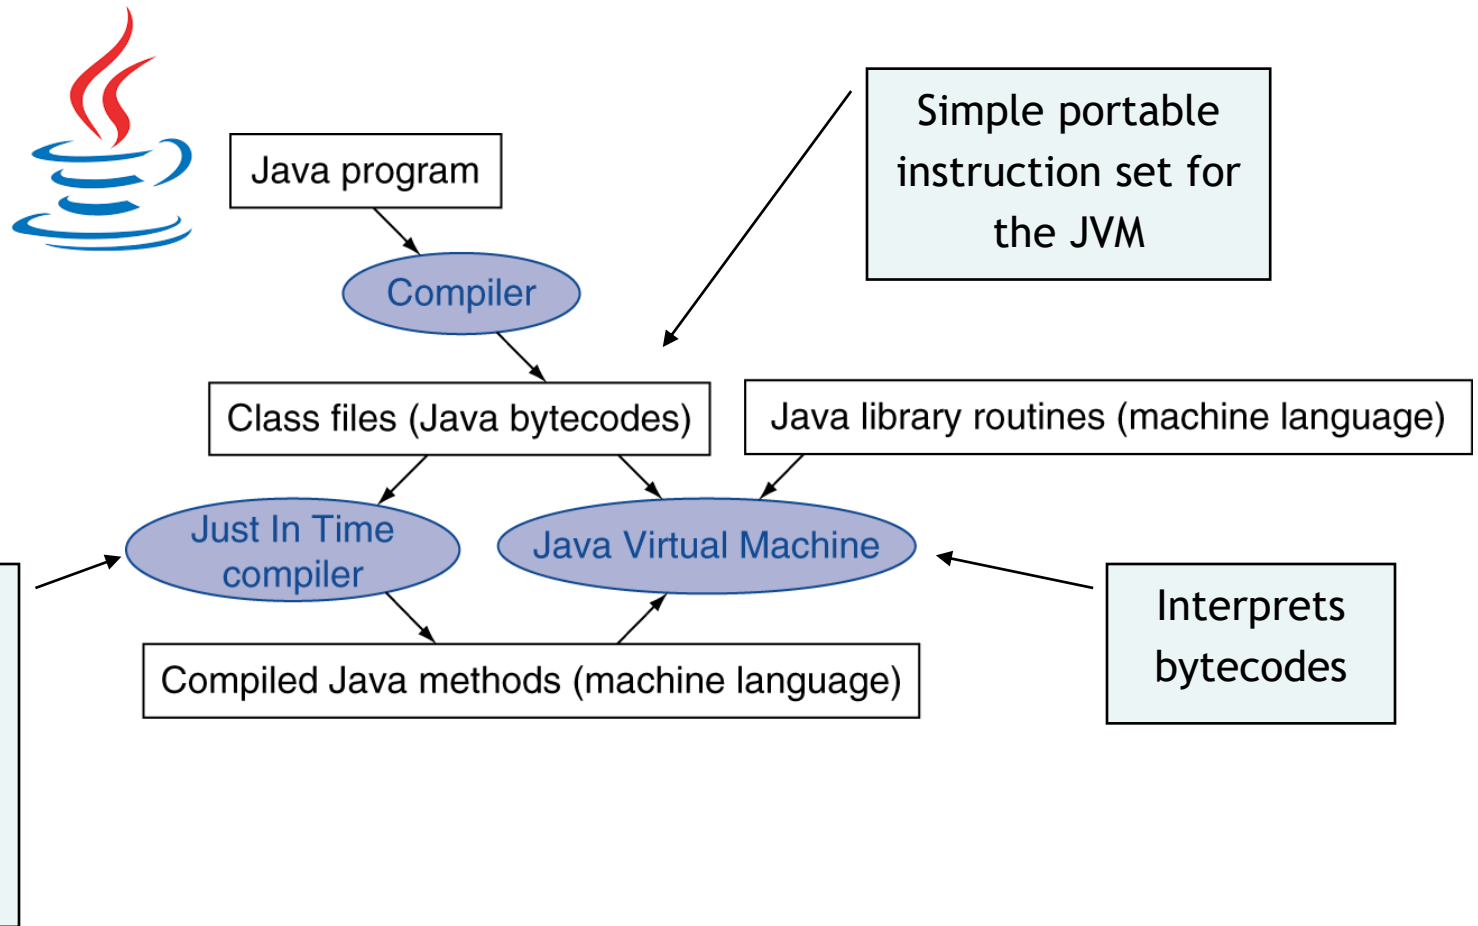 Java program
Simple portable
instruction set for
the JVM
Compiler
Class files (Java bytecodes)
Java library routines (machine language)
Just In Time
compiler
Java Virtual Machine
Interprets
bytecodes
Compiled Java methods (machine language)